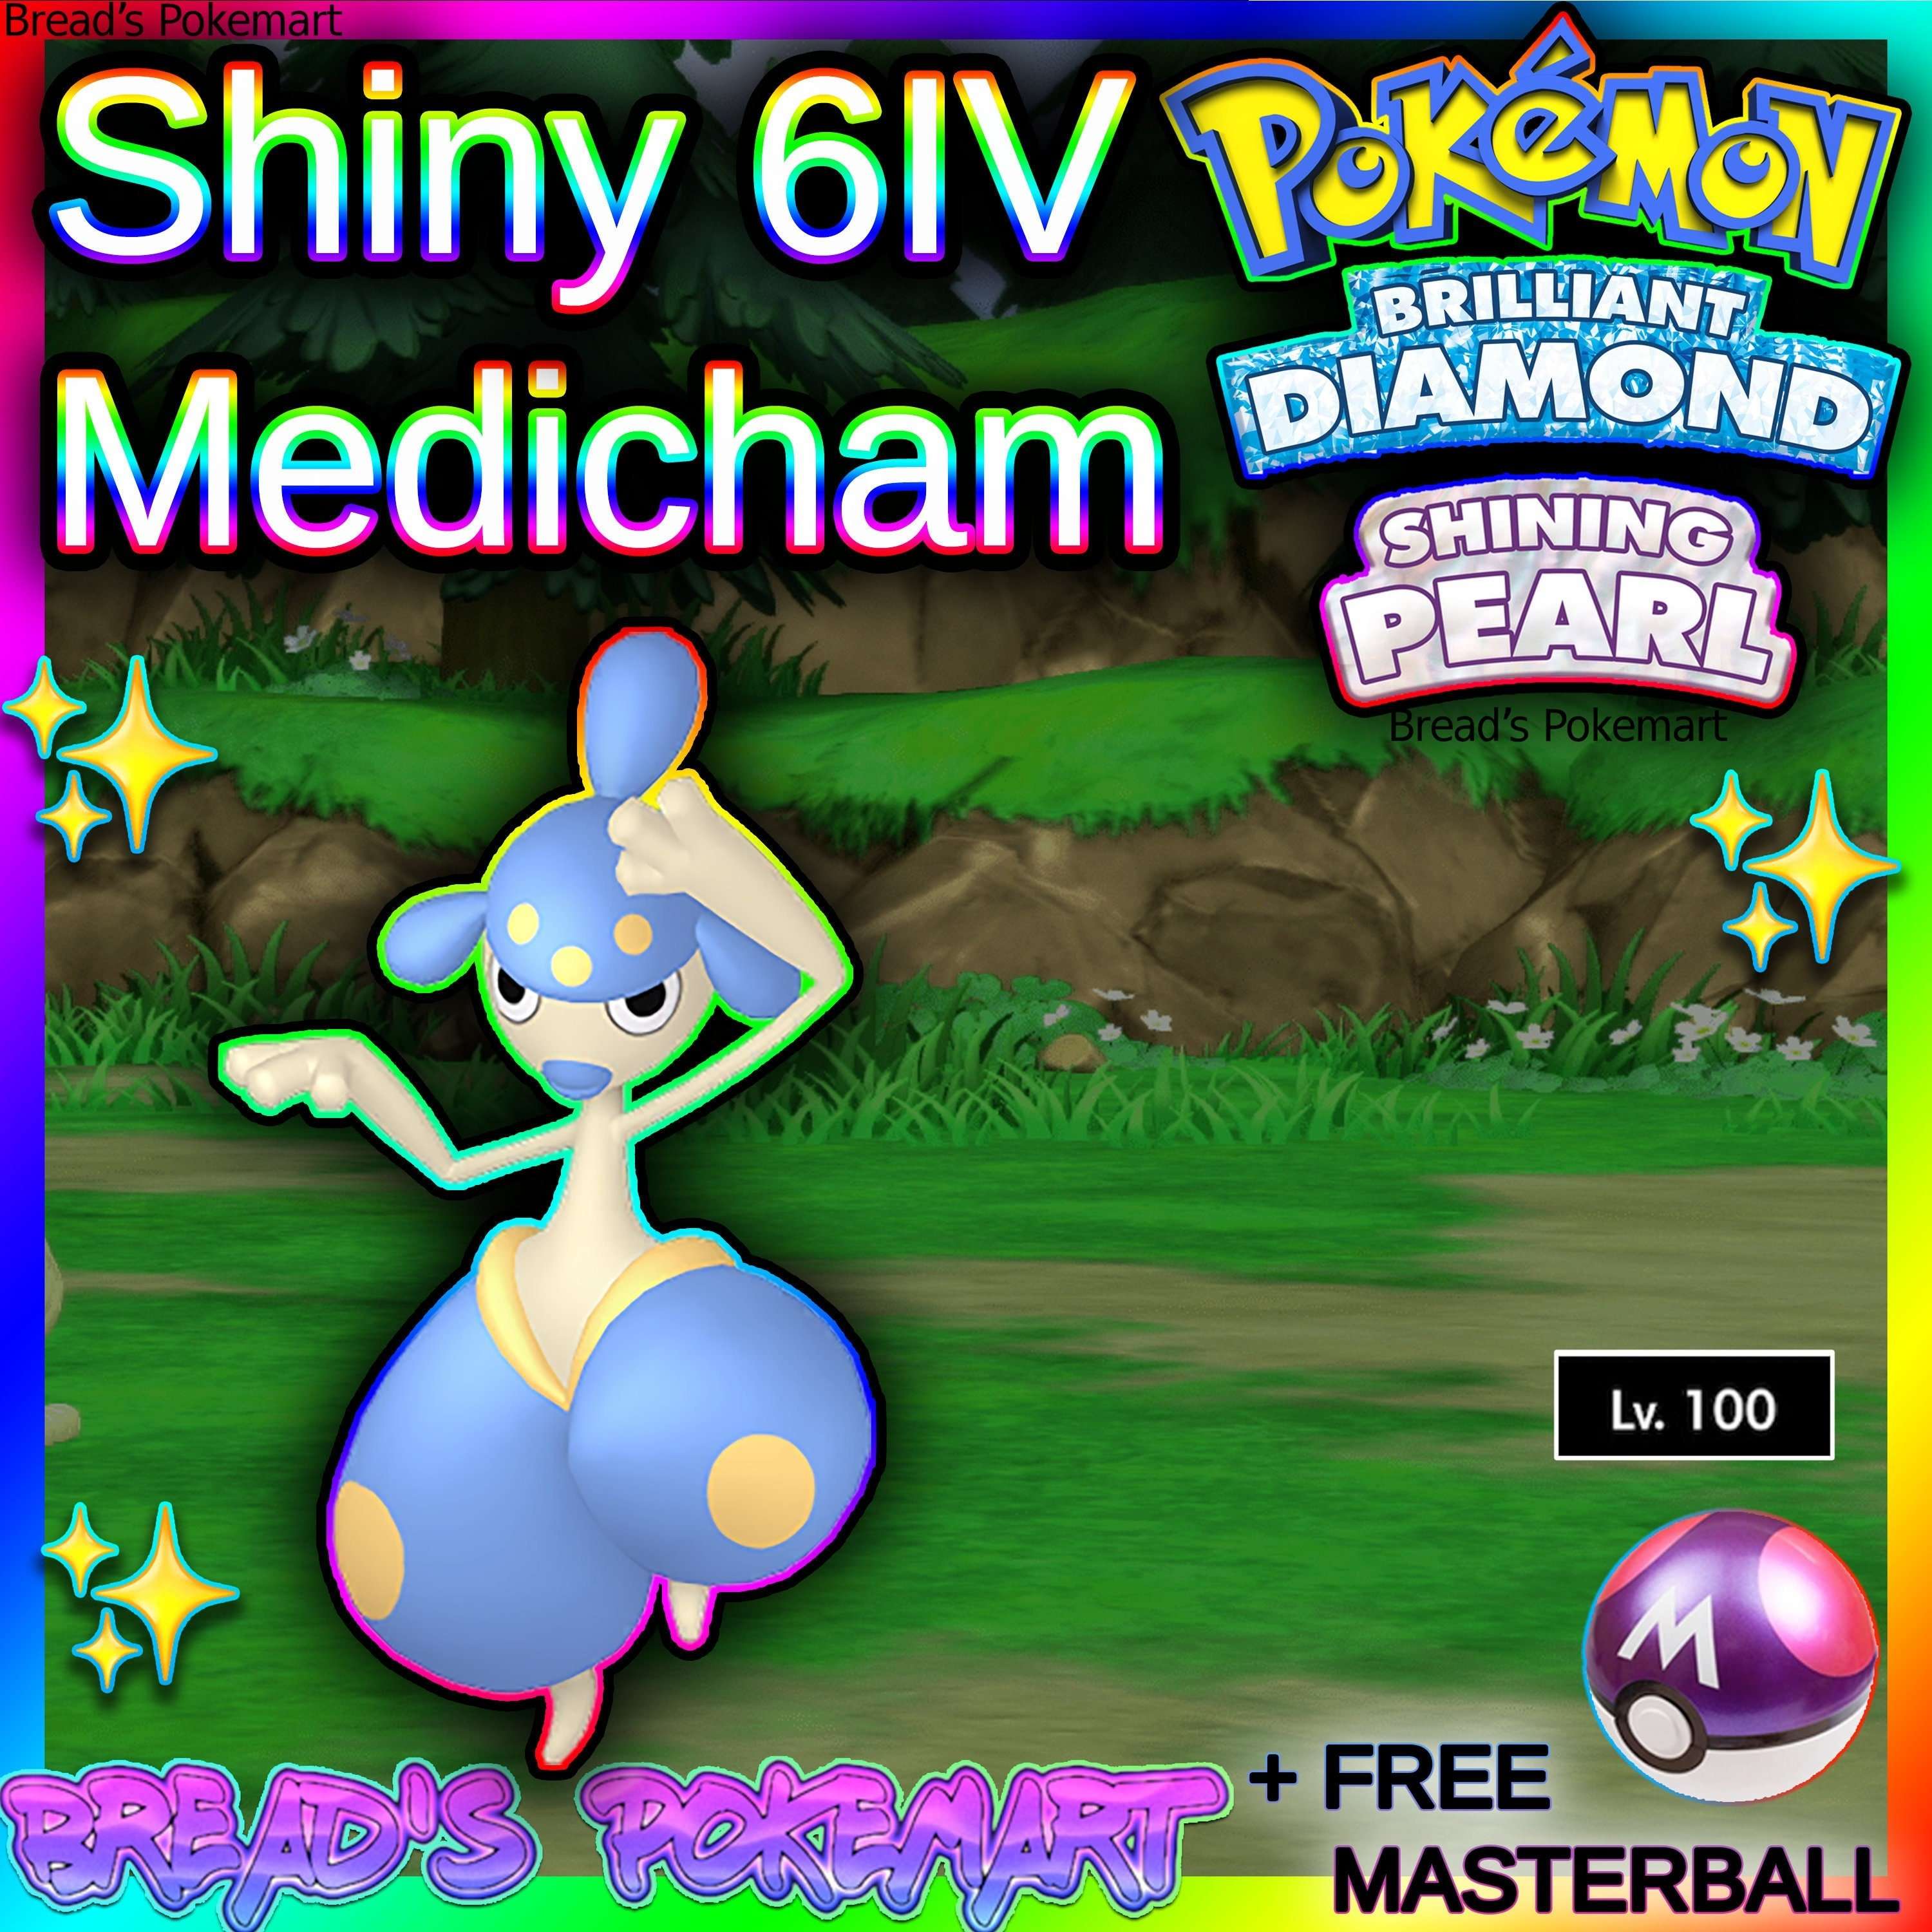 Bread's Pokemart
Shiny 6IV
Medicham
POKéMON
BRILLIANT
DIAMOND
SHINING
PEARL
Bread's Pokemart
Lv. 100
M
BREAD'S POKEMART
+ FREE
MASTERBALL